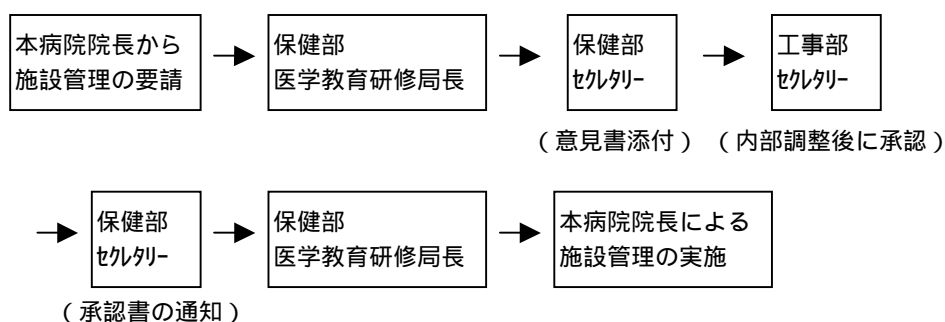 本病院院長から
施設管理の要請
保健部
医学教育研修局長
保健部
ｾｸﾚﾀﾘｰ
工事部
ｾｸﾚﾀﾘｰ
（意見書添付）
（内部調整後に承認）
保健部
ｾｸﾚﾀﾘｰ
保健部
医学教育研修局長
本病院院長による
施設管理の実施
（承認書の通知）